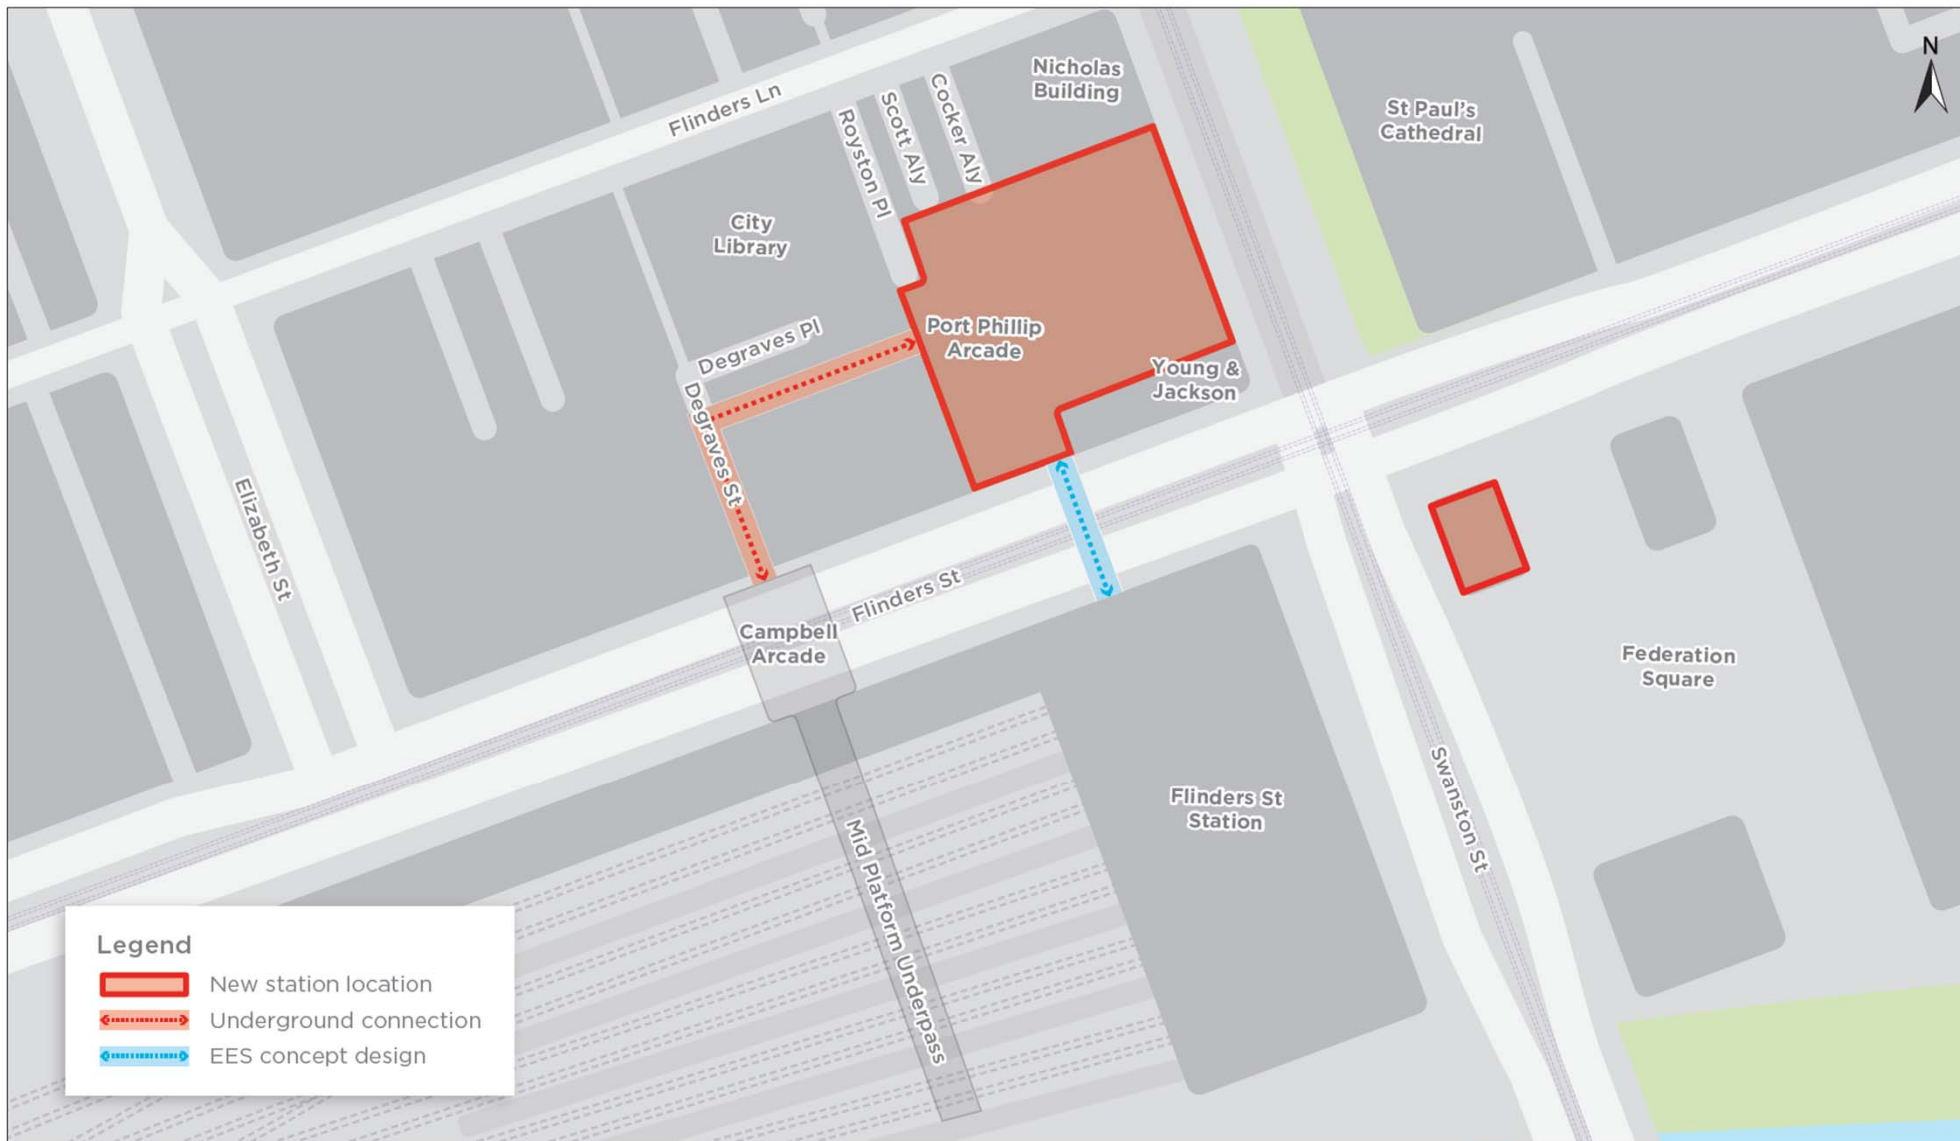 N
Nicholas
Building
St Paul's
Cathedral
Flinders Ln
Royston Pl
Scott Aly
Cocker Aly
City
Library
Degraves Pl
Port Phillip
Arcade
Young &
Jackson
Degraves St
Elizabeth St
Flinders St
Campbell
Arcade
Federation
Square
Flinders St
Station
Swanston St
Mid Platform Underpass
Legend
New station location
Underground connection
EES concept design